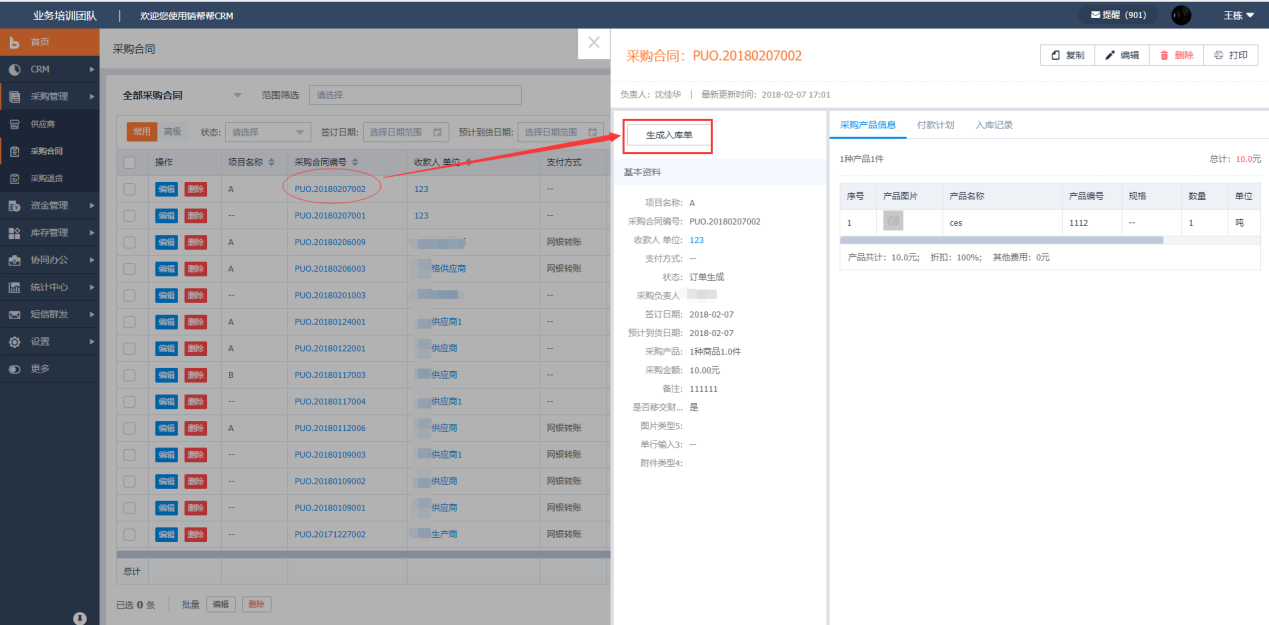 业务培训团队 | 欢迎您使用销帮帮CRM
提醒 (901)
王栋
首页
CRM
采购管理
供应商
采购合同
采购退货
资金管理
库存管理
协同办公
统计中心
短信群发
设置
更多
采购合同
全部采购合同 范围筛选 请选择
常用 高级 状态: 请选择 签订日期: 选择日期范围 预计到货日期: 选择日期范围
操作 项目名称 采购合同编号 收款人 单位 支付方式
编辑 删除 A PUO.20180207002 123 --
编辑 删除 -- PUO.20180207001 123 --
编辑 删除 A PUO.20180206009 网银转账
编辑 删除 A PUO.20180206003 格供应商 网银转账
编辑 删除 -- PUO.20180201003 --
编辑 删除 A PUO.20180124001 供应商1 --
编辑 删除 A PUO.20180122001 供应商 --
编辑 删除 B PUO.20180117003 供应商 --
编辑 删除 -- PUO.20180117004 供应商1 --
编辑 删除 A PUO.20180112006 供应商 网银转账
编辑 删除 -- PUO.20180109003 供应商1 网银转账
编辑 删除 -- PUO.20180109002 供应商 网银转账
编辑 删除 -- PUO.20180109001 供应商 网银转账
编辑 删除 -- PUO.20171227002 生产商 网银转账
总计
已选 0 条 批量 编辑 删除
采购合同: PUO.20180207002
复制 编辑 删除 打印
负责人: 沈佳华 | 最新更新时间: 2018-02-07 17:01
生成入库单
基本资料
项目名称: A
采购合同编号: PUO.20180207002
收款人 单位: 123
支付方式: --
状态: 订单生成
采购负责人
签订日期: 2018-02-07
预计到货日期: 2018-02-07
采购产品: 1种商品1.0件
采购金额: 10.00元
备注: 111111
是否移交财... 是
图片类型5:
单行输入3: --
附件类型4:
采购产品信息 付款计划 入库记录
1种产品1件 总计: 10.0元
序号 产品图片 产品名称 产品编号 规格 数量 单位
1 ces 1112 -- 1 吨
产品共计: 10.0元; 折扣: 100%; 其他费用: 0元